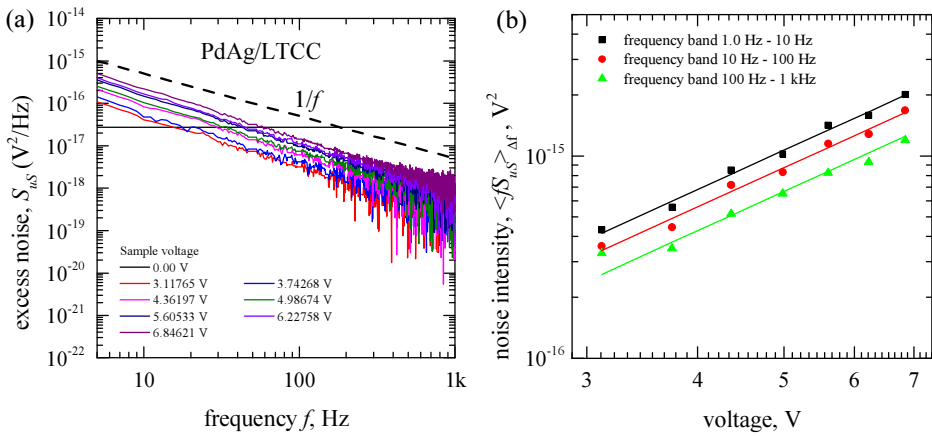 (a)
PdAg/LTCC
1/f
excess noise, S_uS (V²/Hz)
10⁻¹⁴
10⁻¹⁵
10⁻¹⁶
10⁻¹⁷
10⁻¹⁸
10⁻¹⁹
10⁻²⁰
10⁻²¹
10⁻²²
Sample voltage
0.00 V
3.11765 V 3.74268 V
4.36197 V 4.98674 V
5.60533 V 6.22758 V
6.84621 V
10 100 1k
frequency f, Hz
(b)
frequency band 1.0 Hz - 10 Hz
frequency band 10 Hz - 100 Hz
frequency band 100 Hz - 1 kHz
noise intensity, <fS_uS>_Δf, V²
10⁻¹⁵
10⁻¹⁶
3 4 5 6 7
voltage, V